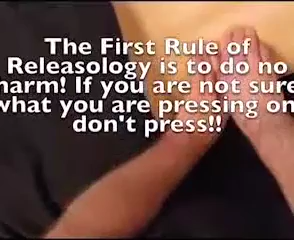 The First Rule of
Releasology is to do no
harm! If you are not sure
what you are pressing on
don't press!!